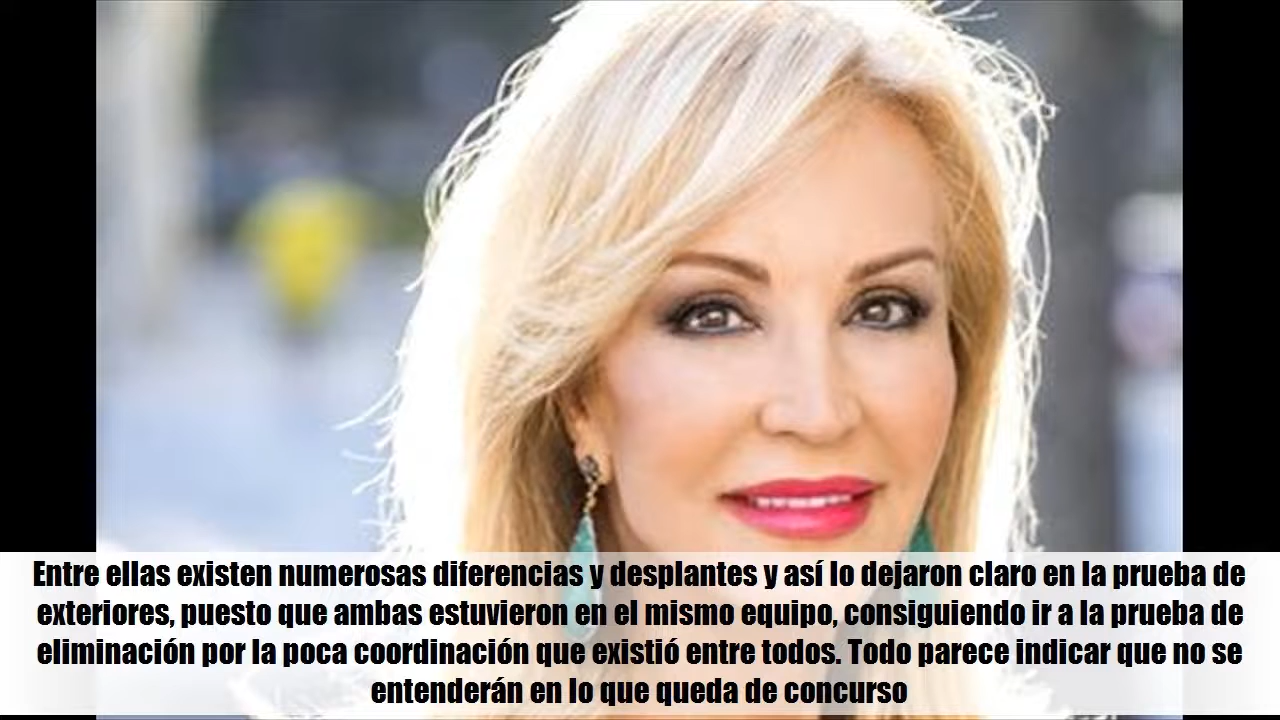 Entre ellas existen numerosas diferencias y desplantes y así lo dejaron claro en la prueba de
exteriores, puesto que ambas estuvieron en el mismo equipo, consiguiendo ir a la prueba de
eliminación por la poca coordinación que existió entre todos. Todo parece indicar que no se
entenderán en lo que queda de concurso